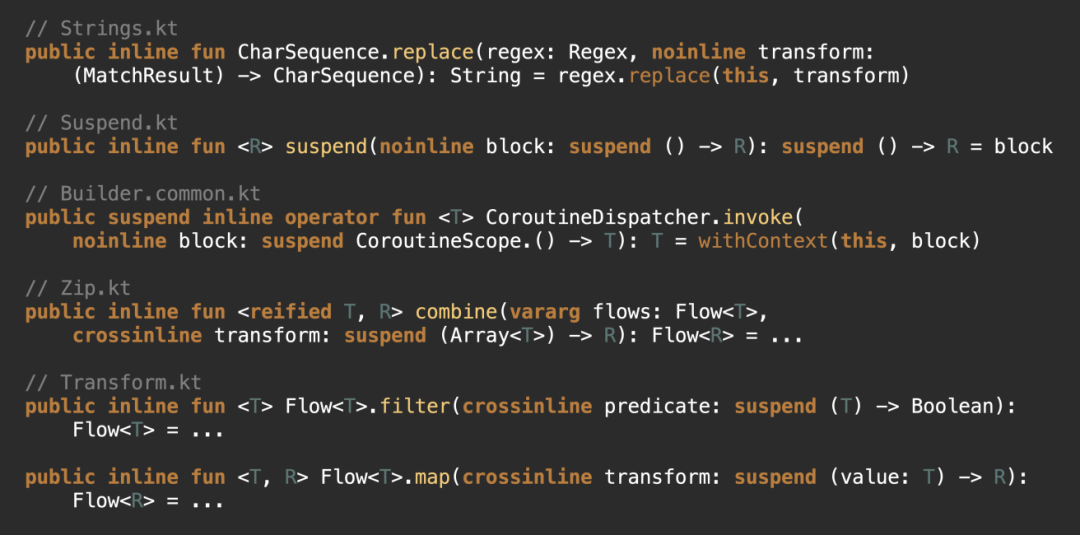 // Strings.kt
public inline fun CharSequence.replace(regex: Regex, noinline transform:
    (MatchResult) -> CharSequence): String = regex.replace(this, transform)
// Suspend.kt
public inline fun <R> suspend(noinline block: suspend () -> R): suspend () -> R = block
// Builder.common.kt
public suspend inline operator fun <T> CoroutineDispatcher.invoke(
    noinline block: suspend CoroutineScope.() -> T): T = withContext(this, block)
// Zip.kt
public inline fun <reified T, R> combine(vararg flows: Flow<T>,
    crossinline transform: suspend (Array<T>) -> R): Flow<R> = ...
// Transform.kt
public inline fun <T> Flow<T>.filter(crossinline predicate: suspend (T) -> Boolean):
    Flow<T> = ...
public inline fun <T, R> Flow<T>.map(crossinline transform: suspend (value: T) -> R):
    Flow<R> = ...